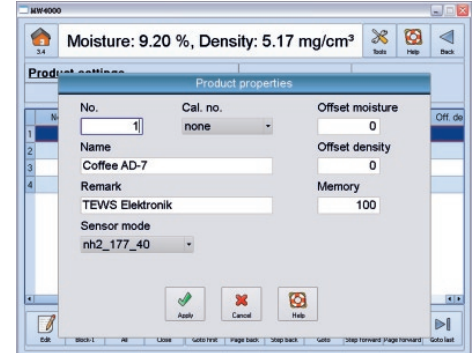 MW4000
3.4
Moisture: 9.20 %, Density: 5.17 mg/cm³
Tools
Help
Back
Product settings
Product properties
No.
Cal. no.
Offset moisture
1
none
0
Name
Offset density
Coffee AD-7
0
Remark
Memory
TEWS Elektronik
100
Sensor mode
nh2_177_40
Apply
Cancel
Help
N
Off. de
1
2
3
4
Edit
Block-1
All
Close
Goto first
Page back
Step back
Goto
Step forward
Page forward
Goto last